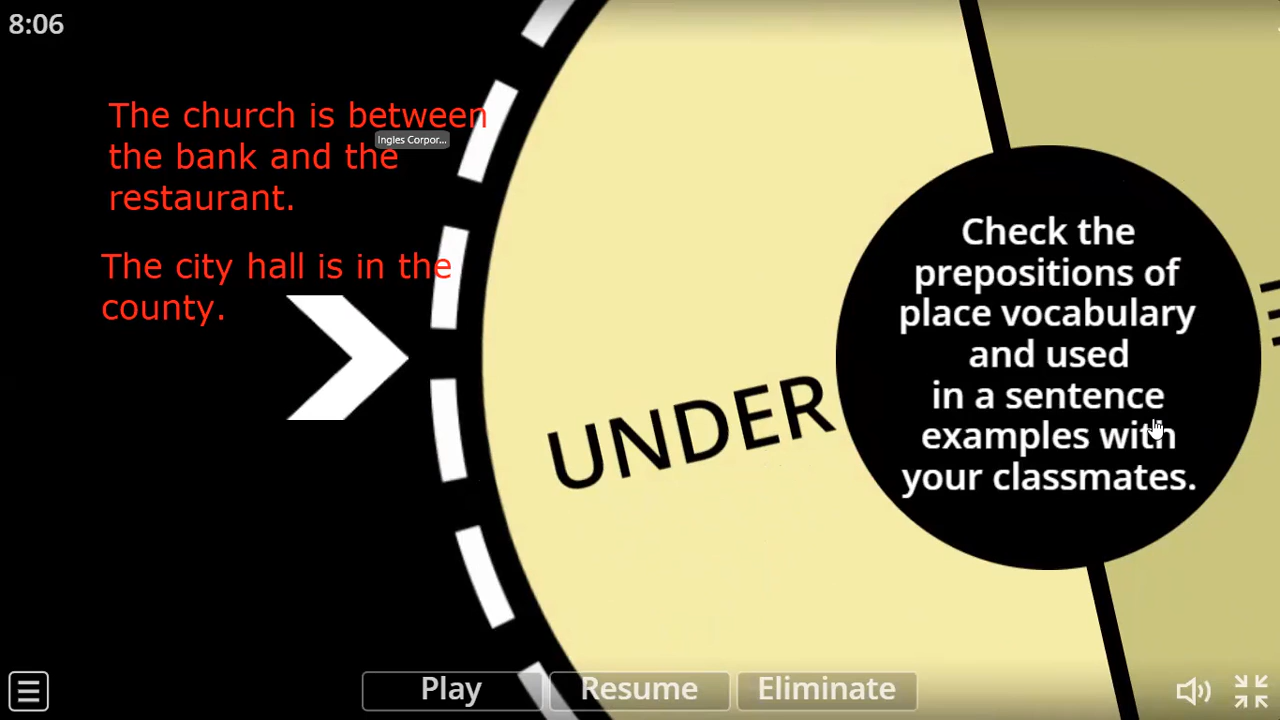 8:06
The church is between
Ingles Corpor...
the bank and the
restaurant.
The city hall is in the
county.
UNDER
Check the
prepositions of
place vocabulary
and used
in a sentence
examples with
your classmates.
Play
Resume
Eliminate